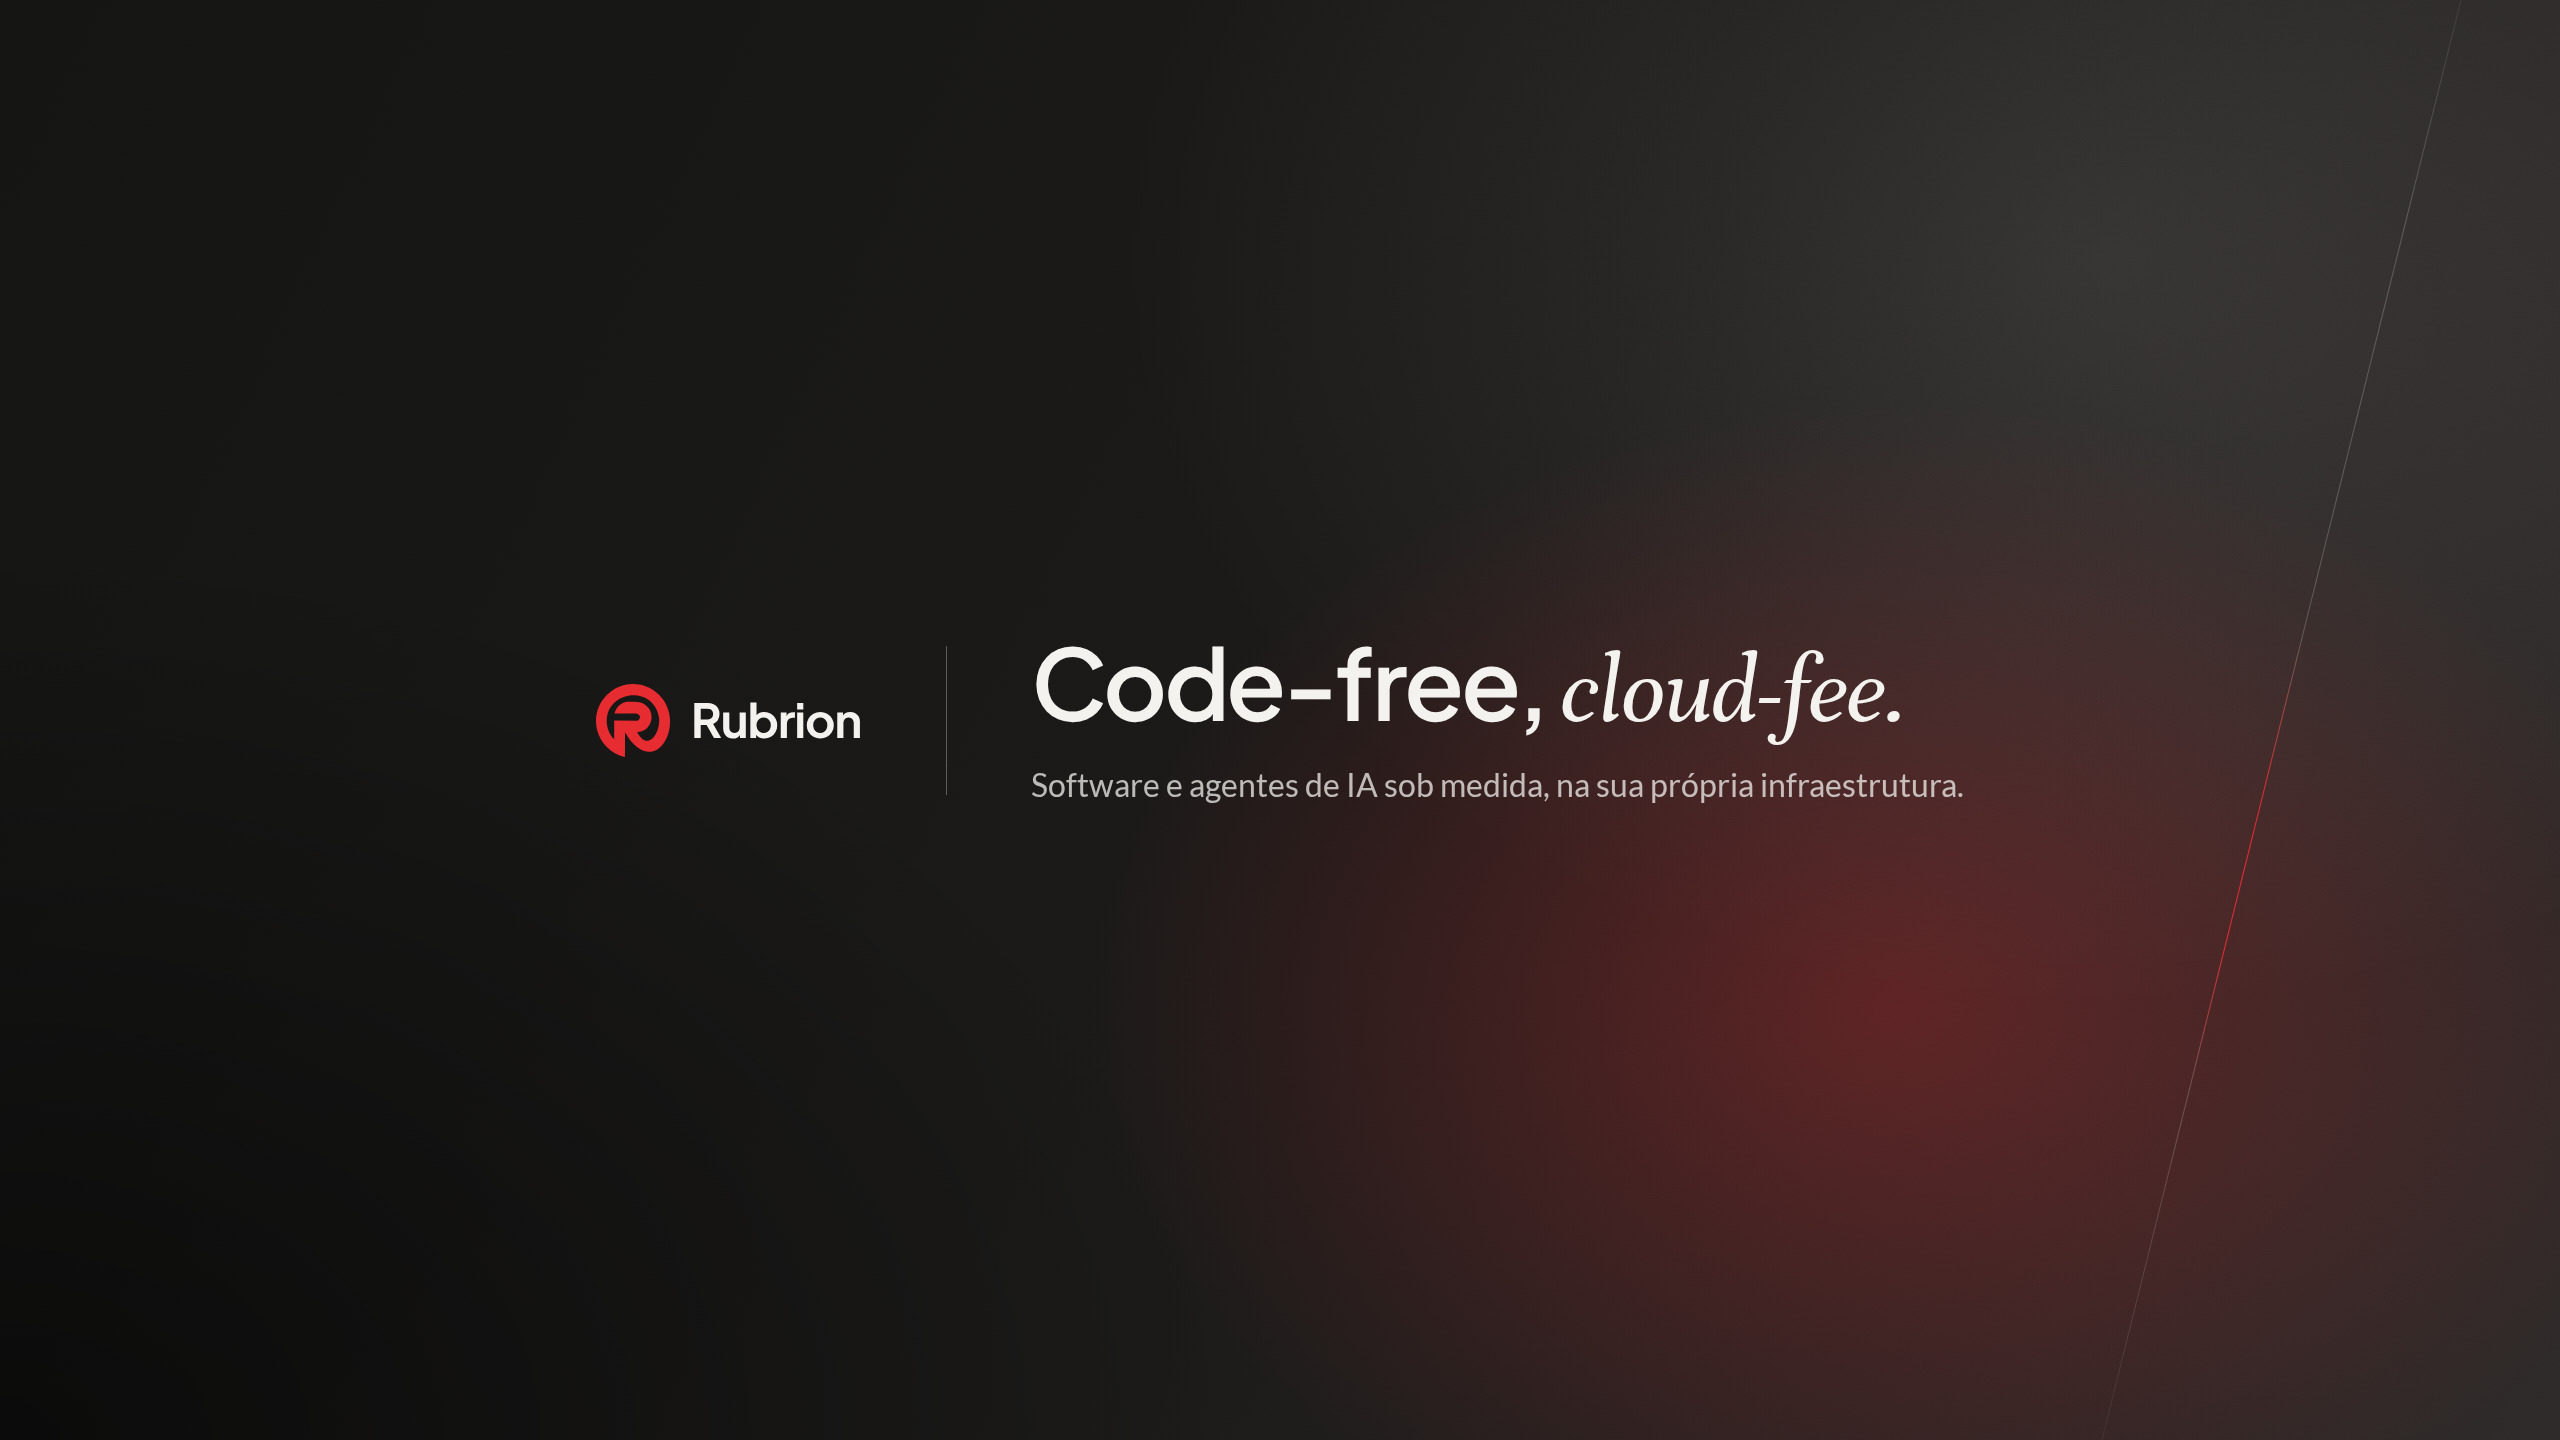 Rubrion
Code-free, cloud-fee.
Software e agentes de IA sob medida, na sua própria infraestrutura.